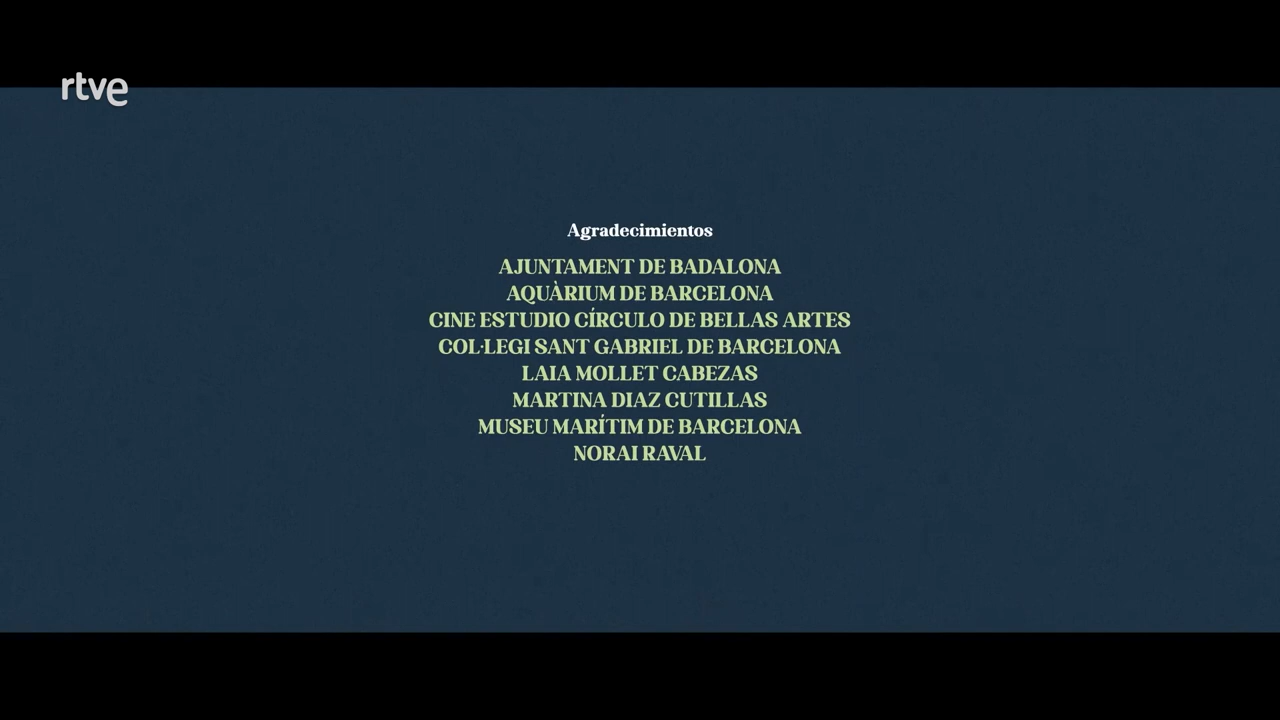 rtve
Agradecimientos
AJUNTAMENT DE BADALONA
AQUÀRIUM DE BARCELONA
CINE ESTUDIO CÍRCULO DE BELLAS ARTES
COL·LEGI SANT GABRIEL DE BARCELONA
LAIA MOLLET CABEZAS
MARTINA DIAZ CUTILLAS
MUSEU MARÍTIM DE BARCELONA
NORAI RAVAL